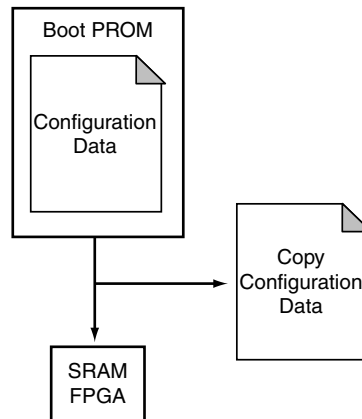 Boot PROM
Configuration
Data
Copy
Configuration
Data
SRAM
FPGA